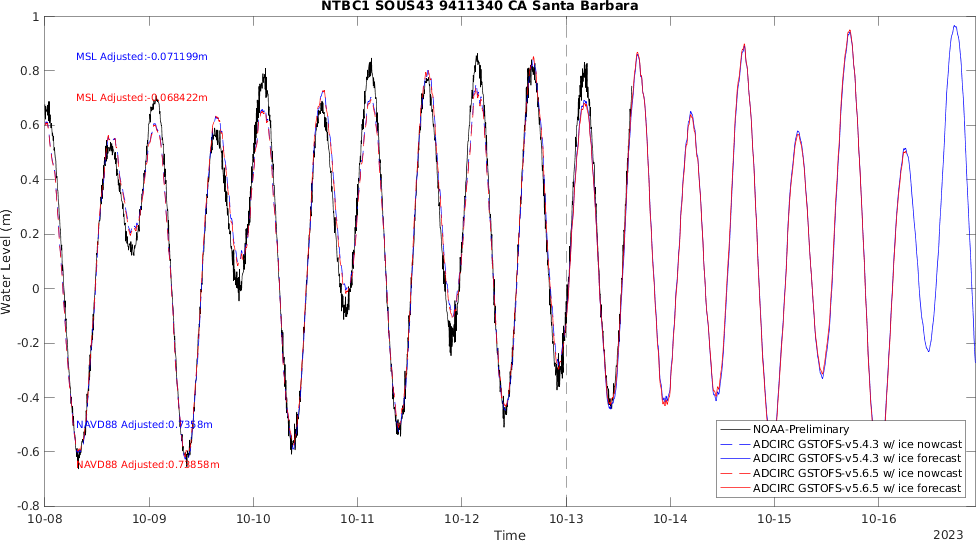 NTBC1 SOUS43 9411340 CA Santa Barbara
1
0.8
0.6
0.4
0.2
0
-0.2
-0.4
-0.6
-0.8
Water Level (m)
MSL Adjusted:-0.071199m
MSL Adjusted:-0.068422m
NAVD88 Adjusted:0.7358m
NAVD88 Adjusted:0.73858m
NOAA-Preliminary
ADCIRC GSTOFS-v5.4.3 w/ ice nowcast
ADCIRC GSTOFS-v5.4.3 w/ ice forecast
ADCIRC GSTOFS-v5.6.5 w/ ice nowcast
ADCIRC GSTOFS-v5.6.5 w/ ice forecast
10-08 10-09 10-10 10-11 10-12 10-13 10-14 10-15 10-16
Time
2023